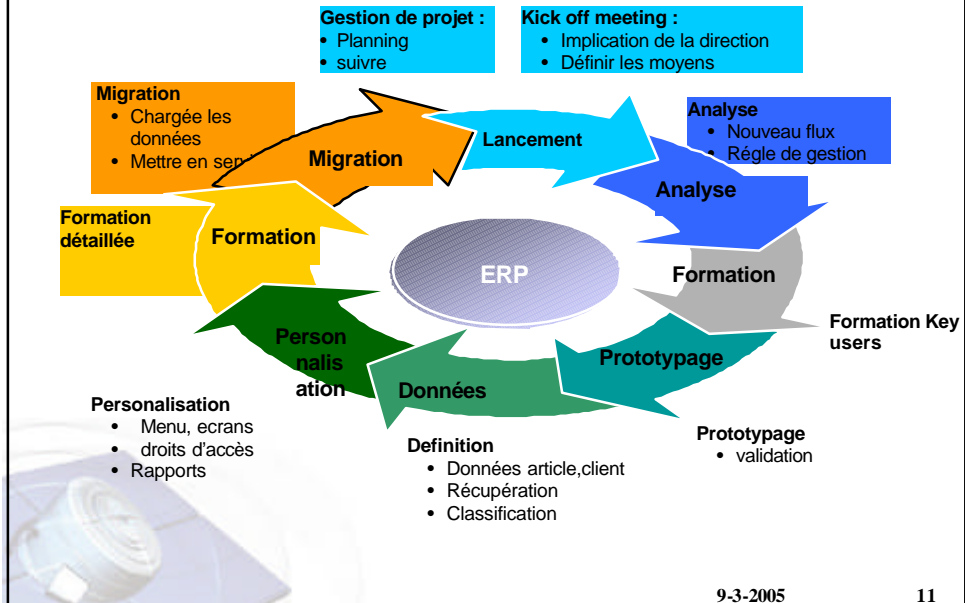 Gestion de projet :
• Planning
• suivre
Kick off meeting :
• Implication de la direction
• Définir les moyens
Migration
• Chargée les
données
• Mettre en
Analyse
• Nouveau flux
• Régle de gestion
Lancement
Migration
Analyse
Formation
détaillée
Formation
ERP
Formation
Formation Key
users
Person
nalis
ation
Données
Prototypage
Personalisation
• Menu, ecrans
• droits d'accès
• Rapports
Definition
• Données article,client
• Récupération
• Classification
Prototypage
• validation
9-3-2005
11